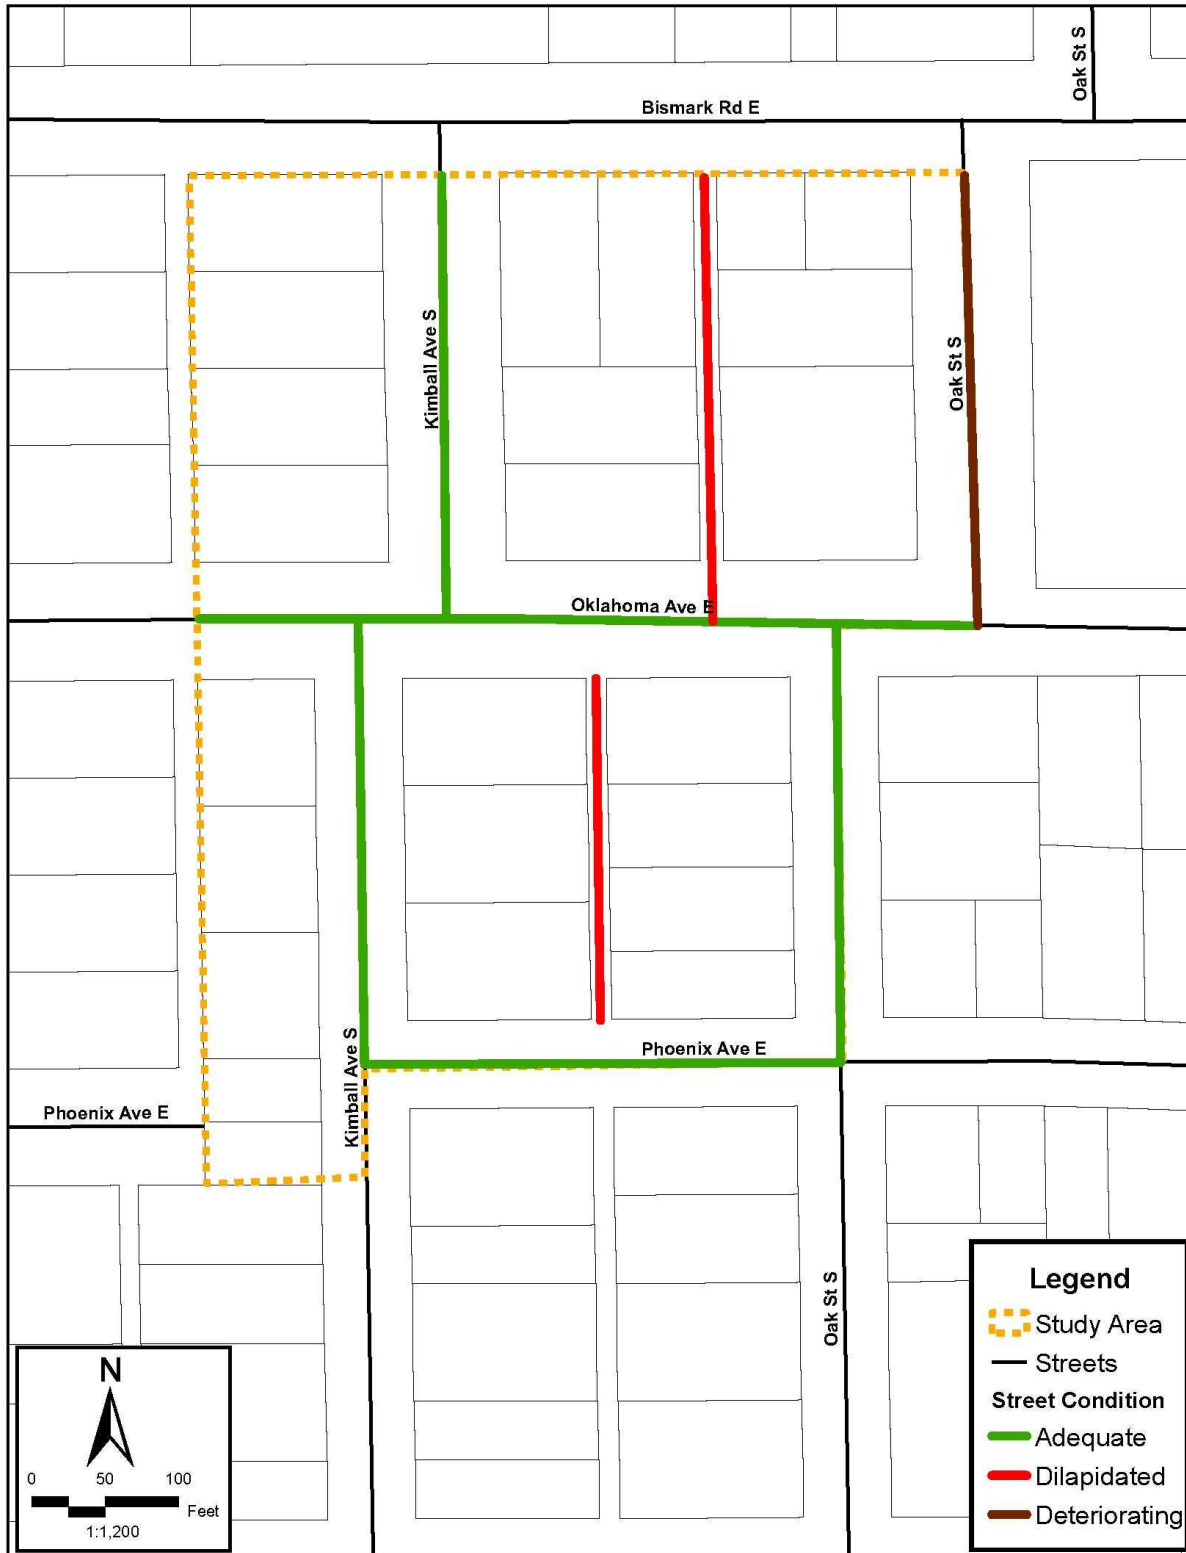 Oak St S
Bismark Rd E
Kimball Ave S
Oak St S
Oklahoma Ave E
Phoenix Ave E
Kimball Ave S
Phoenix Ave E
Oak St S
N
0 50 100
Feet
1:1,200
Legend
Study Area
Streets
Street Condition
Adequate
Dilapidated
Deteriorating